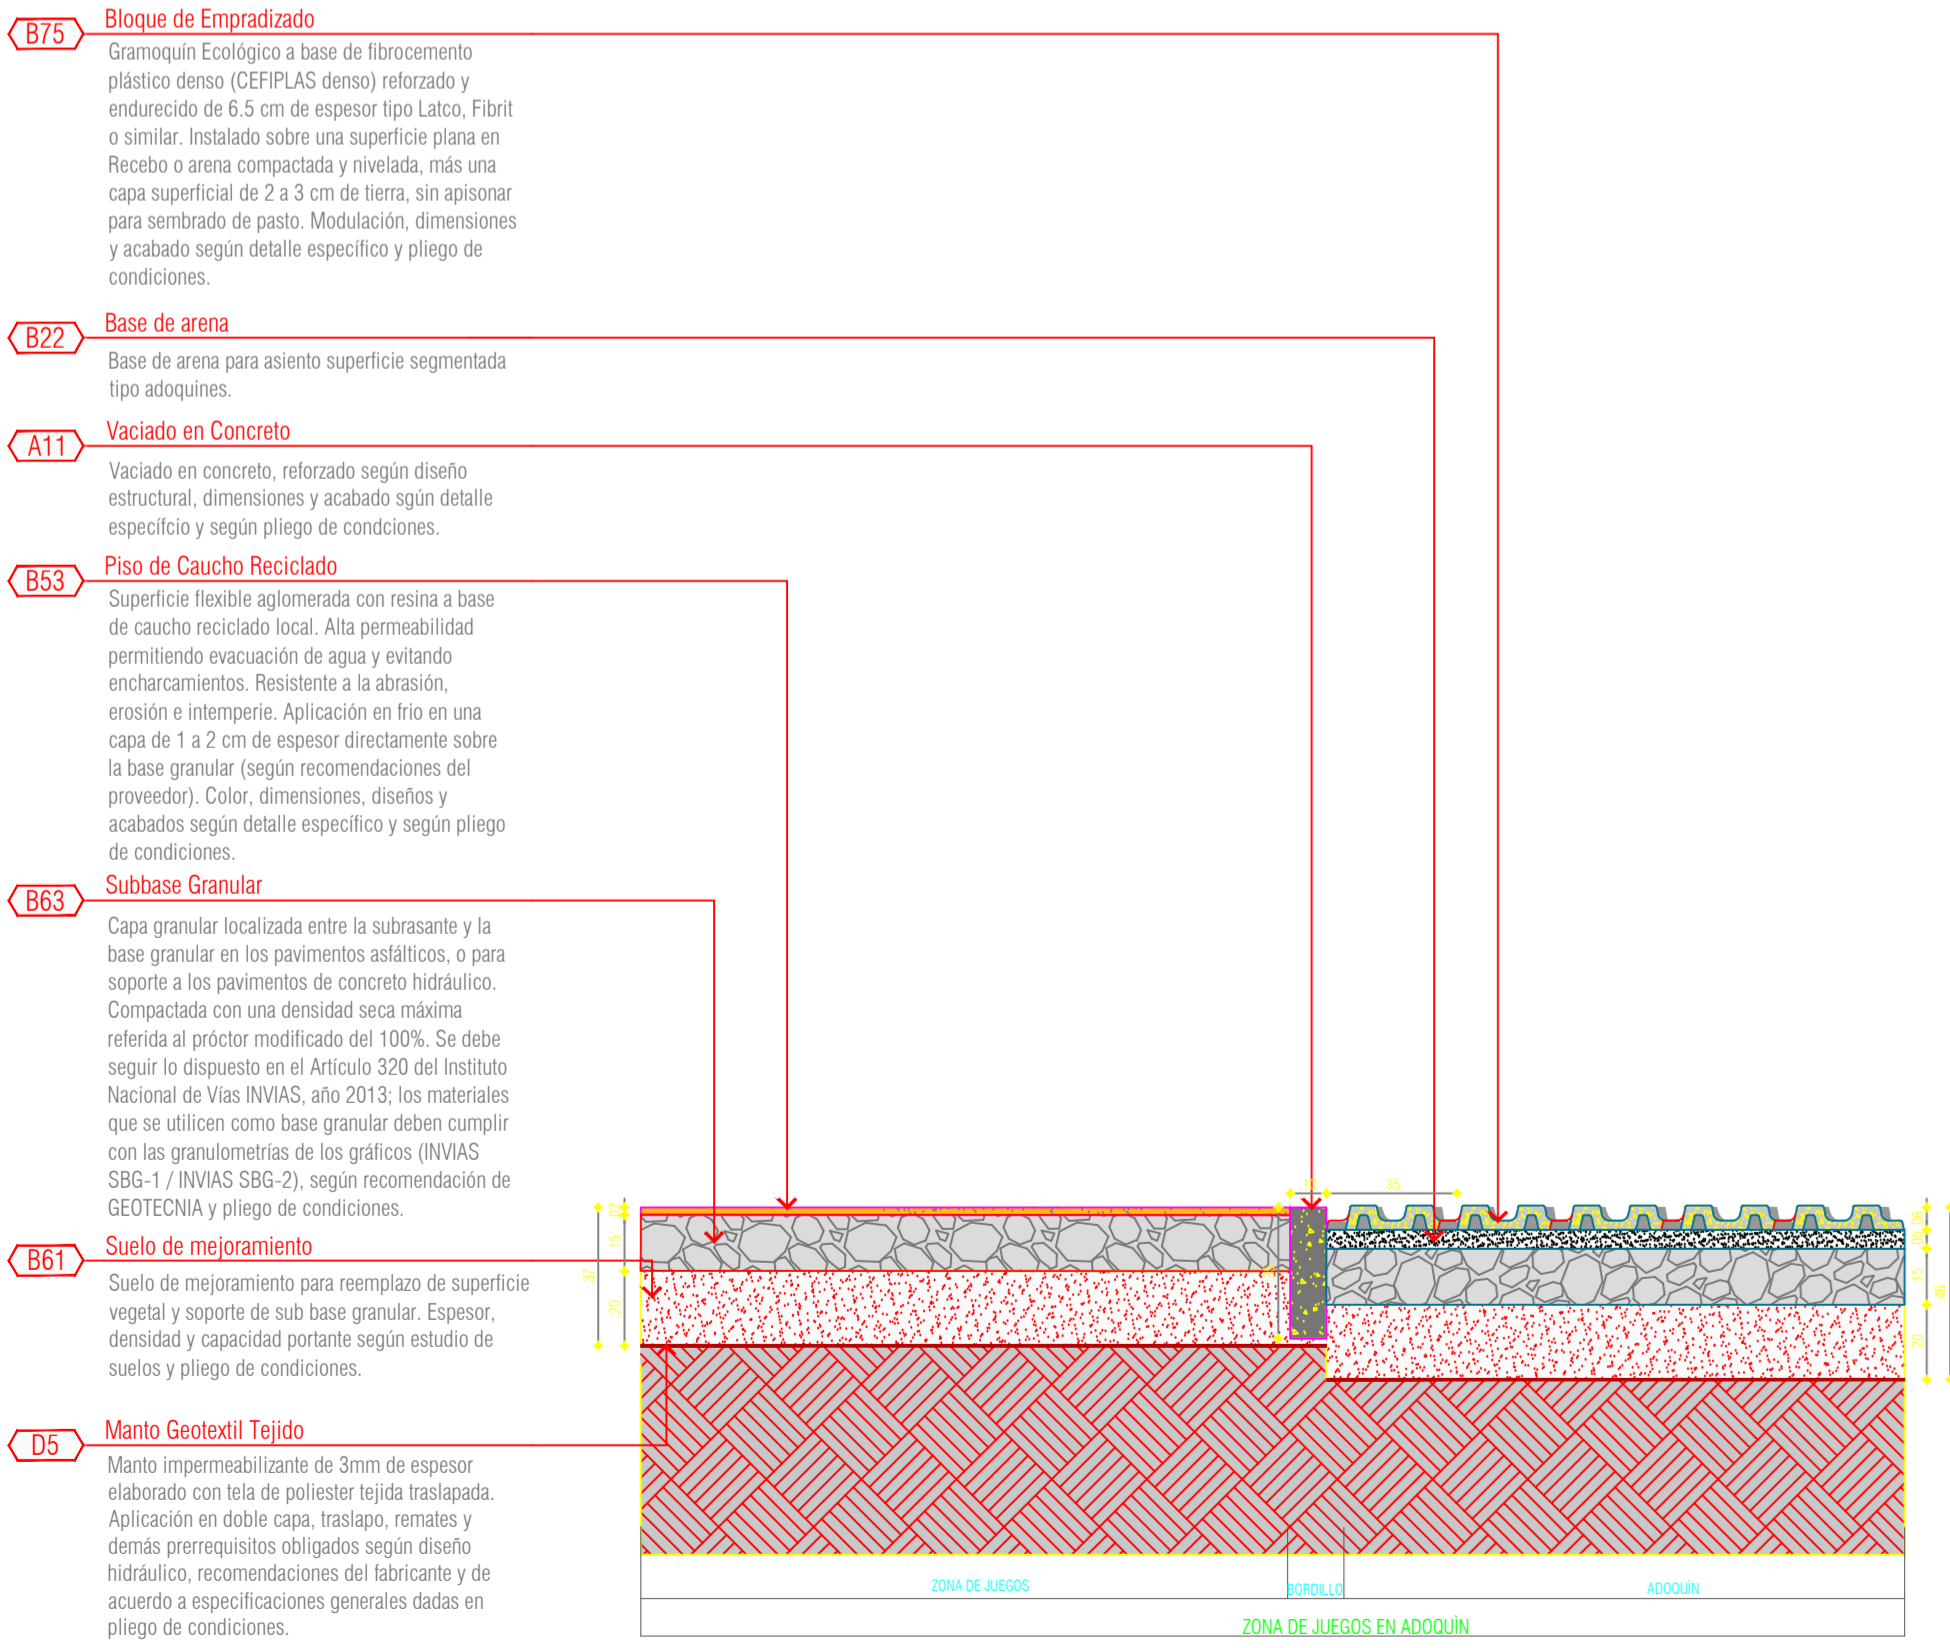 B75
Bloque de Empradizado
Gramoquín Ecológico a base de fibrocemento
plástico denso (CEFIPLAS denso) reforzado y
endurecido de 6.5 cm de espesor tipo Latco, Fibrit
o similar. Instalado sobre una superficie plana en
Recebo o arena compactada y nivelada, más una
capa superficial de 2 a 3 cm de tierra, sin apisonar
para sembrado de pasto. Modulación, dimensiones
y acabado según detalle específico y pliego de
condiciones.
B22
Base de arena
Base de arena para asiento superficie segmentada
tipo adoquines.
A11
Vaciado en Concreto
Vaciado en concreto, reforzado según diseño
estructural, dimensiones y acabado sgún detalle
específcio y según pliego de condciones.
B53
Piso de Caucho Reciclado
Superficie flexible aglomerada con resina a base
de caucho reciclado local. Alta permeabilidad
permitiendo evacuación de agua y evitando
encharcamientos. Resistente a la abrasión,
erosión e intemperie. Aplicación en frio en una
capa de 1 a 2 cm de espesor directamente sobre
la base granular (según recomendaciones del
proveedor). Color, dimensiones, diseños y
acabados según detalle específico y según pliego
de condiciones.
B63
Subbase Granular
Capa granular localizada entre la subrasante y la
base granular en los pavimentos asfálticos, o para
soporte a los pavimentos de concreto hidráulico.
Compactada con una densidad seca máxima
referida al próctor modificado del 100%. Se debe
seguir lo dispuesto en el Artículo 320 del Instituto
Nacional de Vías INVIAS, año 2013; los materiales
que se utilicen como base granular deben cumplir
con las granulometrías de los gráficos (INVIAS
SBG-1 / INVIAS SBG-2), según recomendación de
GEOTECNIA y pliego de condiciones.
B61
Suelo de mejoramiento
Suelo de mejoramiento para reemplazo de superficie
vegetal y soporte de sub base granular. Espesor,
densidad y capacidad portante según estudio de
suelos y pliego de condiciones.
D5
Manto Geotextil Tejido
Manto impermeabilizante de 3mm de espesor
elaborado con tela de poliester tejida traslapada.
Aplicación en doble capa, traslapo, remates y
demás prerrequisitos obligados según diseño
hidráulico, recomendaciones del fabricante y de
acuerdo a especificaciones generales dadas en
pliego de condiciones.
37
.02
15
20
10
35
.06
.05
15
20
46
ZONA DE JUEGOS
BORDILLO
ADOQUÌN
ZONA DE JUEGOS EN ADOQUÌN